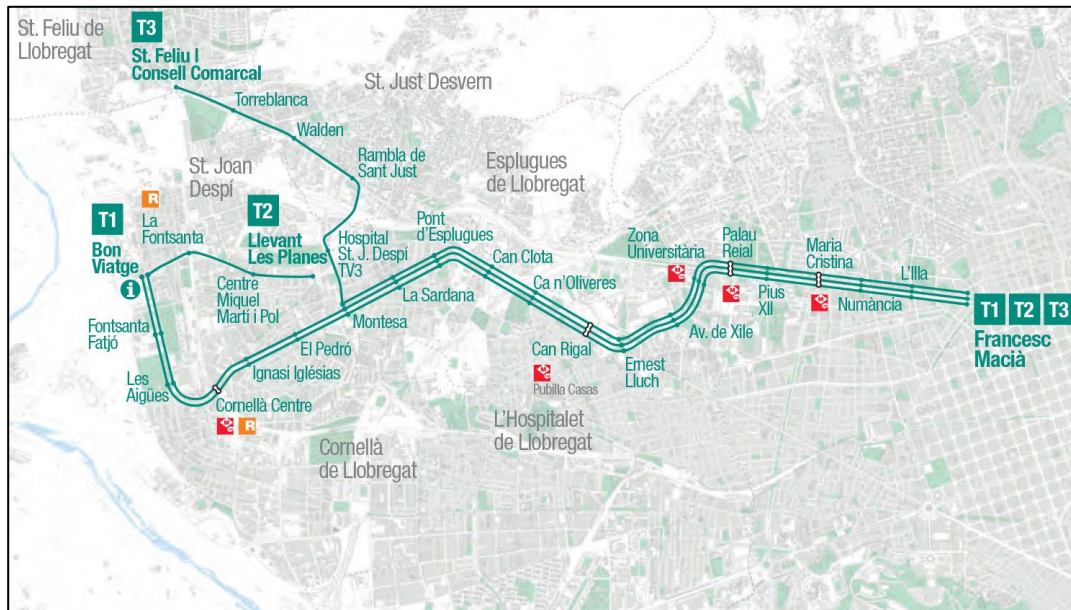 St. Feliu de
Llobregat
T3
St. Feliu |
Consell Comarcal
Torreblanca
Walden
Rambla de
Sant Just
St. Just Desvern
Esplugues
de Llobregat
St. Joan
Despí
R
La
Fontsanta
T1
Bon
Viatge
i
T2
Llevant
Les Planes
Centre
Miquel
Martí i Pol
Hospital
St. J. Despí
TV3
Pont
d'Esplugues
Can Clota
Ca n'Oliveres
La Sardana
Montesa
El Pedró
Ignasi Iglésias
Fontsanta
Fatjó
Les
Aigües
Cornellà Centre
M
R
Cornellà
de Llobregat
Can Rigal
M
Pubilla Casas
L'Hospitalet
de Llobregat
Ernest
Lluch
Av. de Xile
Zona
Universitària
M
Palau
Reial
M
Pius
XII
Maria
Cristina
M
Numància
L'Illa
T1 T2 T3
Francesc
Macià